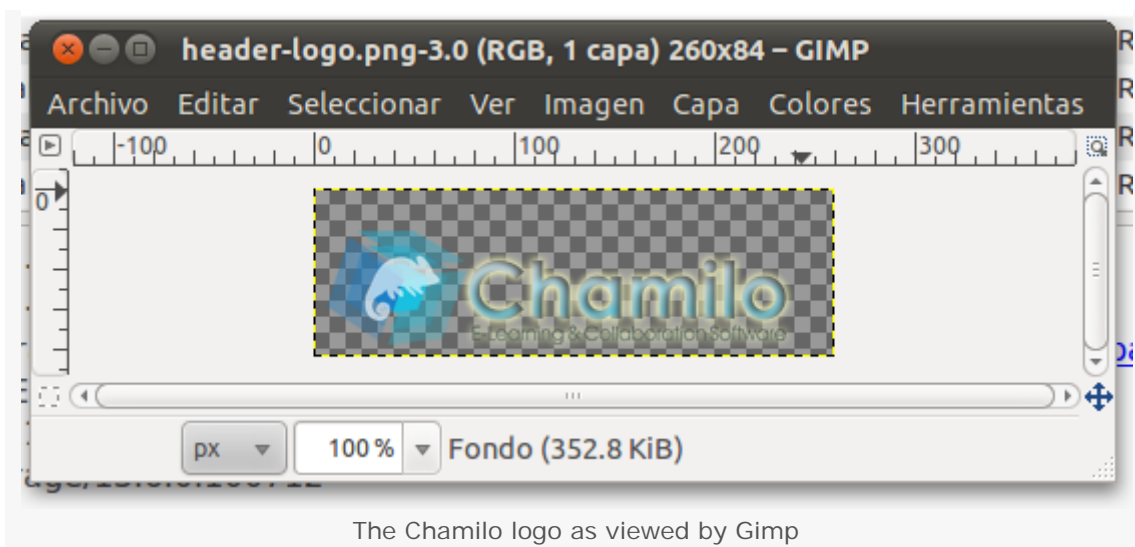 header-logo.png-3.0 (RGB, 1 capa) 260x84 – GIMP
Archivo Editar Seleccionar Ver Imagen Capa Colores Herramientas
-100 0 100 200 300
0
Chamilo
E-Learning & Collaboration Software
px 100 % Fondo (352.8 KiB)
The Chamilo logo as viewed by Gimp